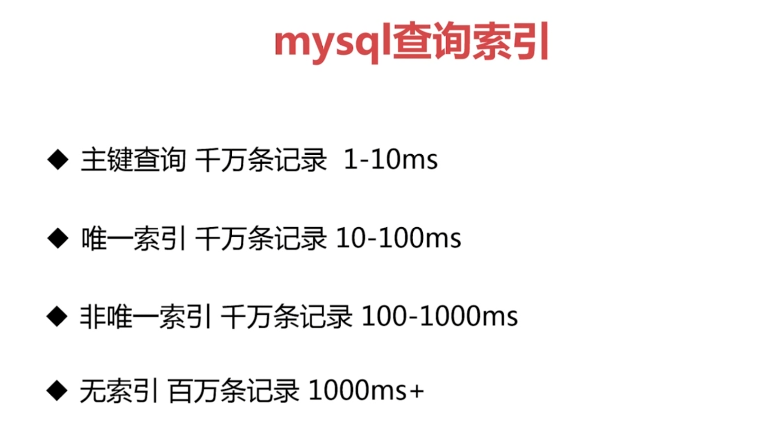 mysql查询索引
◆ 主键查询 千万条记录 1-10ms
◆ 唯一索引 千万条记录 10-100ms
◆ 非唯一索引 千万条记录 100-1000ms
◆ 无索引 百万条记录 1000ms+